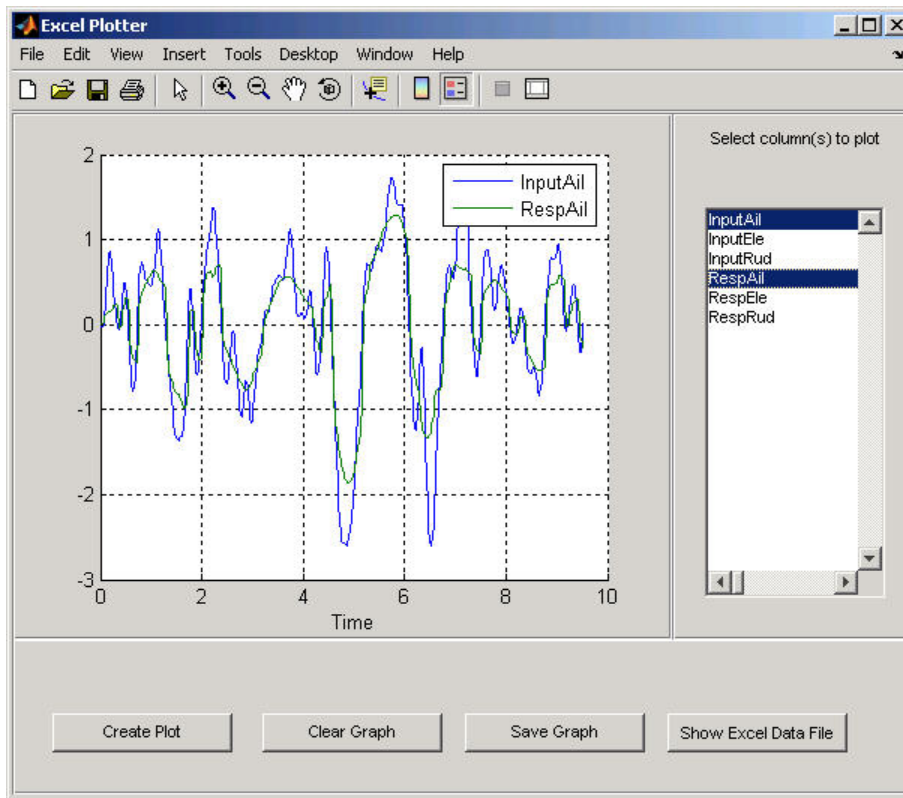 Excel Plotter
File Edit View Insert Tools Desktop Window Help
Select column(s) to plot
2
1
0
-1
-2
-3
0 2 4 6 8 10
Time
InputAil
RespAil
InputAil
InputEle
InputRud
RespAil
RespEle
RespRud
Create Plot Clear Graph Save Graph Show Excel Data File